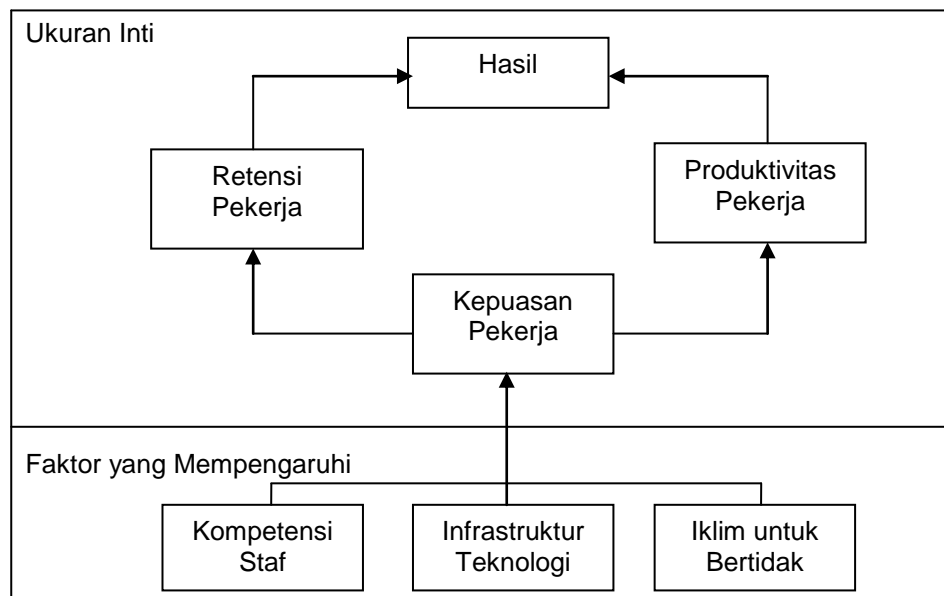 Ukuran Inti
Hasil
Retensi
Pekerja
Produktivitas
Pekerja
Kepuasan
Pekerja
Faktor yang Mempengaruhi
Kompetensi
Staf
Infrastruktur
Teknologi
Iklim untuk
Bertidak